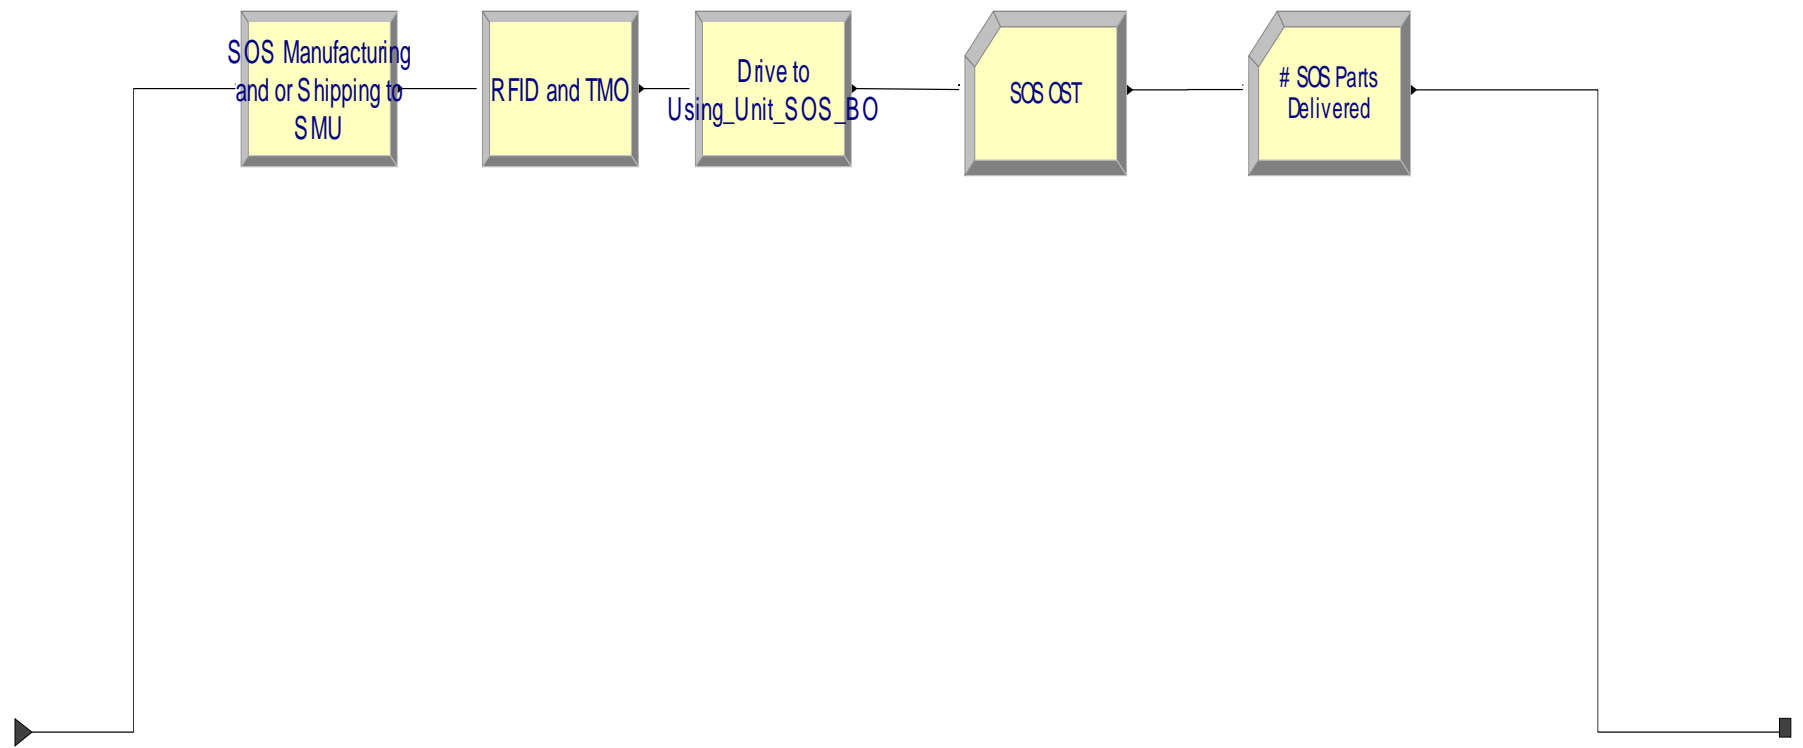 SOS Manufacturing
and or Shipping to
SMU
RFID and TMO
Drive to
Using_Unit_SOS_BO
SOS OST
# SOS Parts
Delivered